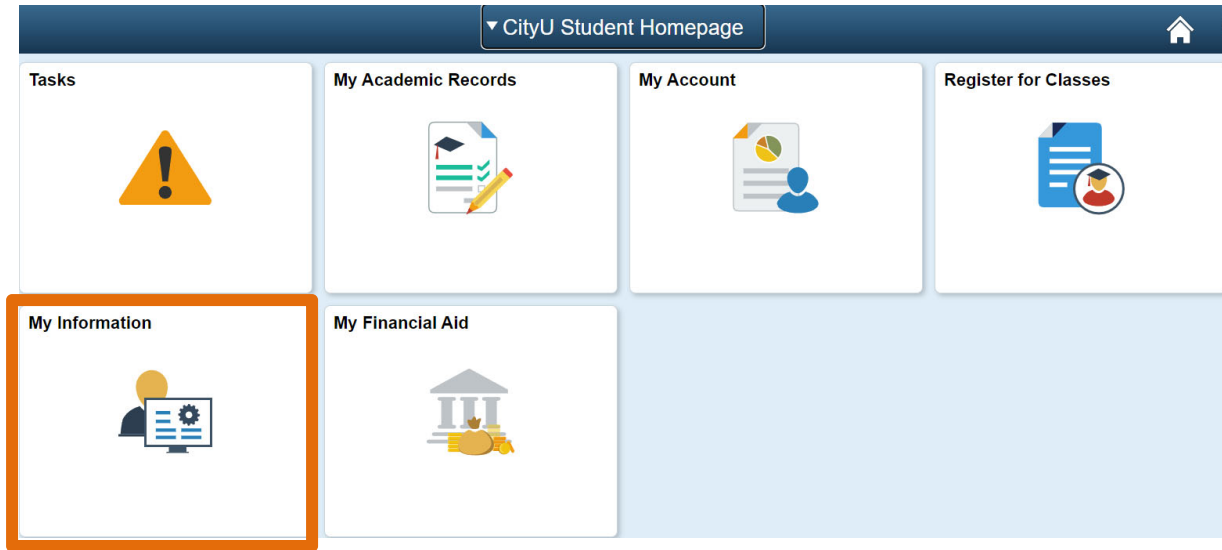 CityU Student Homepage
Tasks
My Academic Records
My Account
Register for Classes
My Information
My Financial Aid